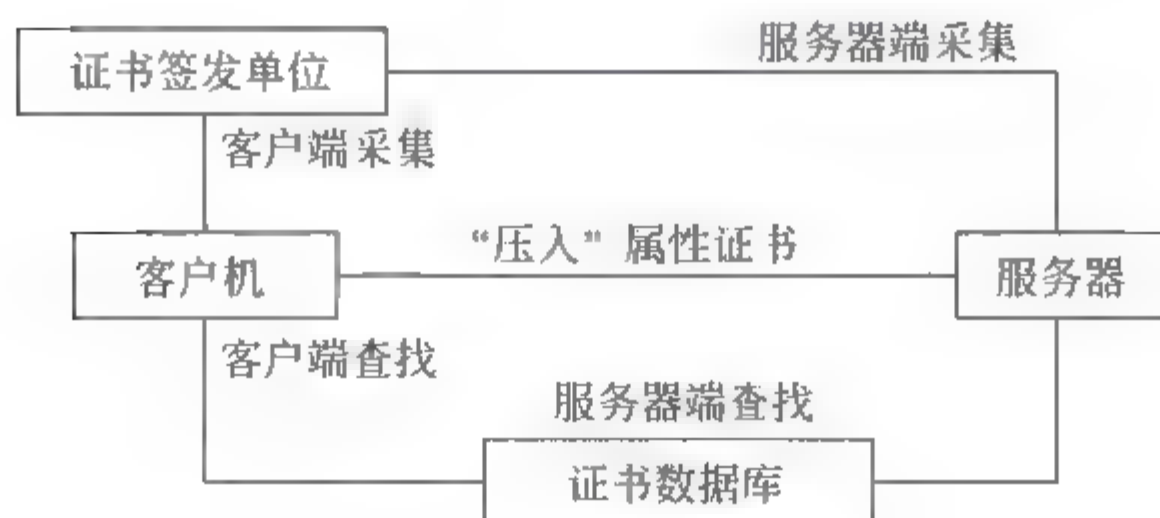 服务器端采集
证书签发单位
客户端采集
“压入”属性证书
客户机
服务器
客户端查找
服务器端查找
证书数据库